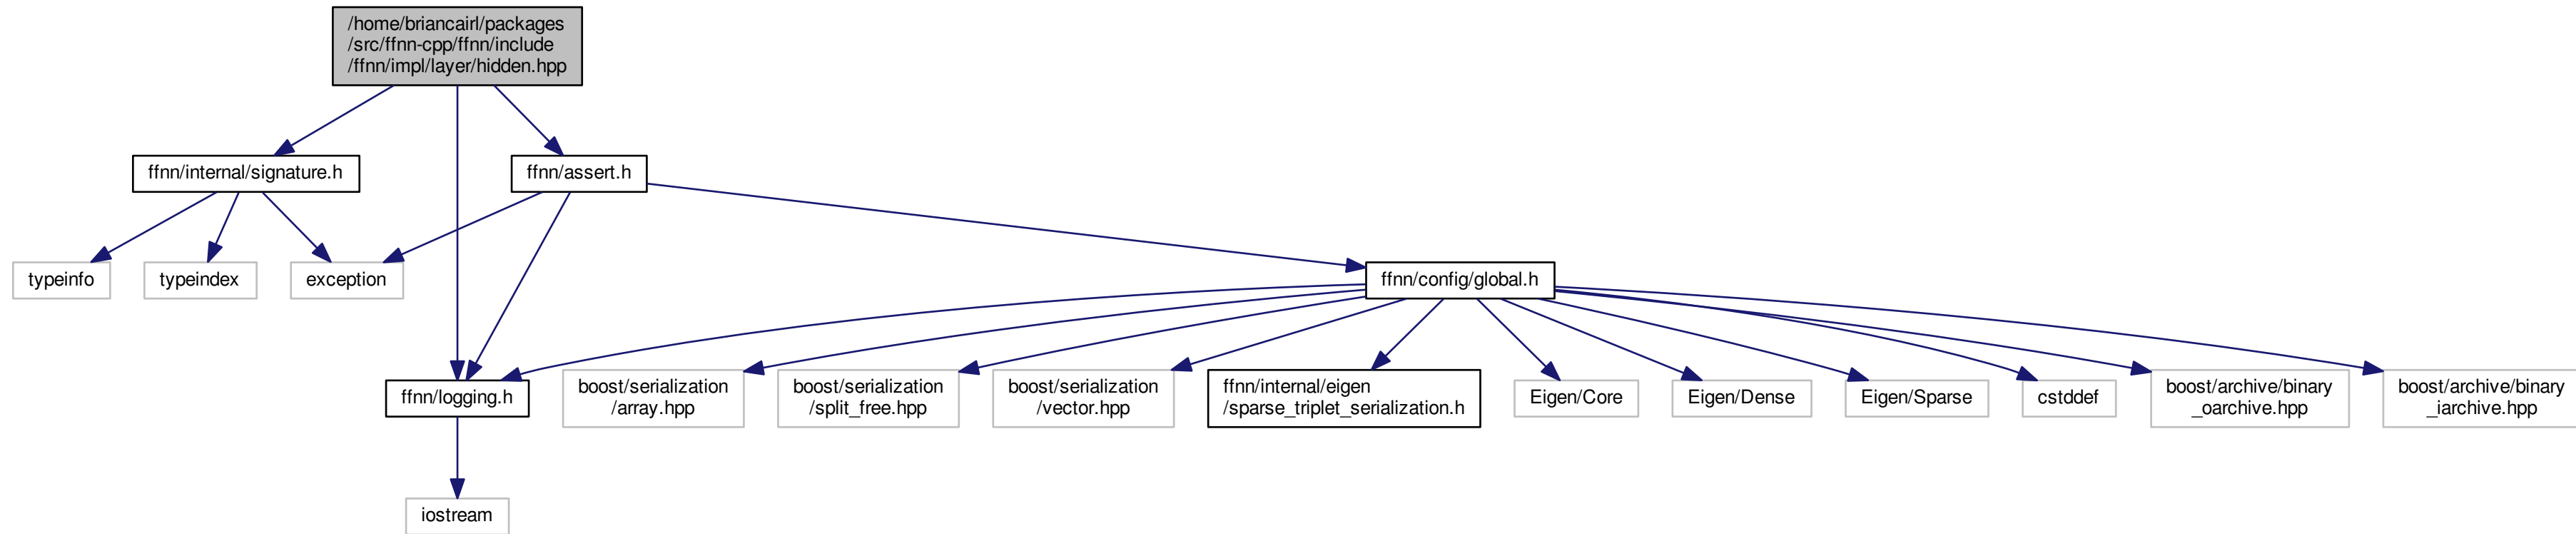 /home/briancairl/packages
/src/ffnn-cpp/ffnn/include
/ffnn/impl/layer/hidden.hpp
ffnn/internal/signature.h
ffnn/assert.h
typeinfo
typeindex
exception
ffnn/config/global.h
ffnn/logging.h
boost/serialization
/array.hpp
boost/serialization
/split_free.hpp
boost/serialization
/vector.hpp
ffnn/internal/eigen
/sparse_triplet_serialization.h
Eigen/Core
Eigen/Dense
Eigen/Sparse
cstddef
boost/archive/binary
_oarchive.hpp
boost/archive/binary
_iarchive.hpp
iostream